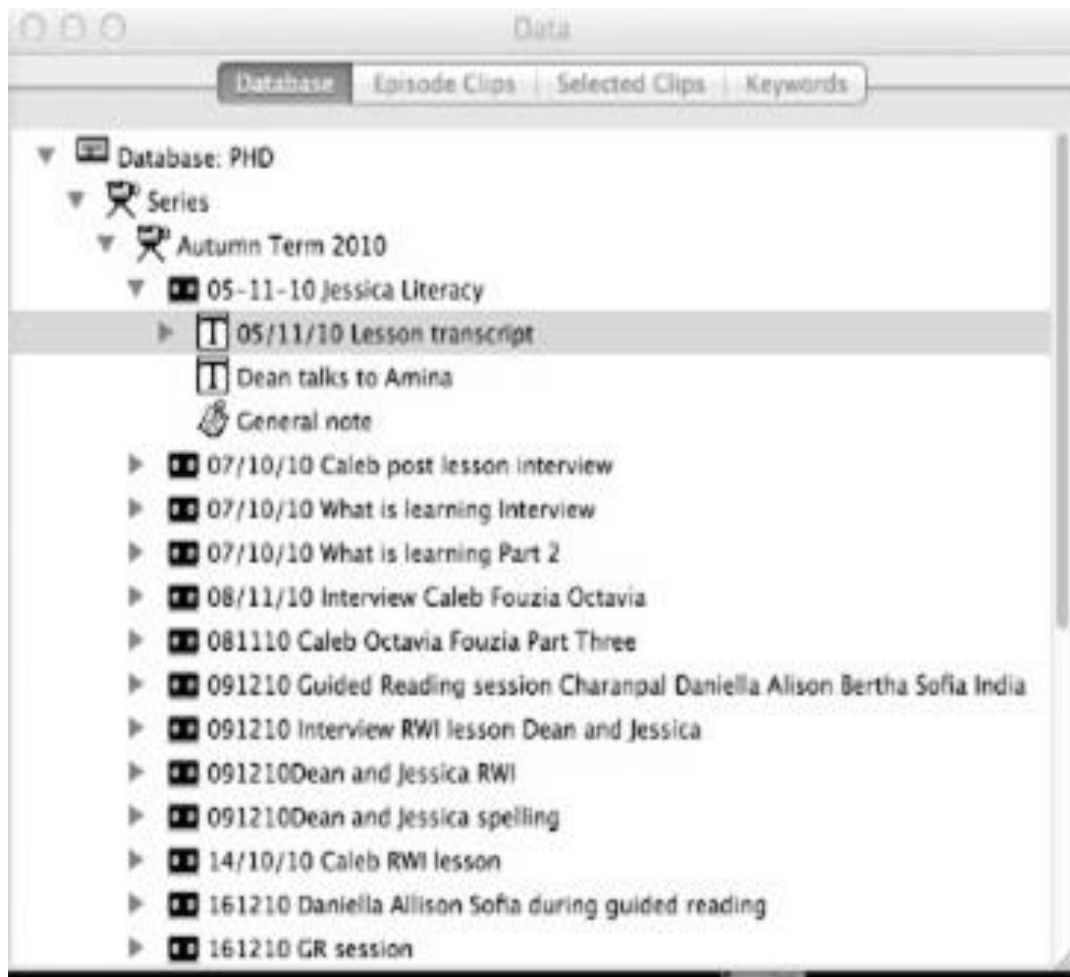 Data
Database Episode Clips Selected Clips Keywords
Database: PHD
Series
Autumn Term 2010
05-11-10 Jessica Literacy
T 05/11/10 Lesson transcript
T Dean talks to Amina
General note
07/10/10 Caleb post lesson interview
07/10/10 What is learning Interview
07/10/10 What is learning Part 2
08/11/10 Interview Caleb Fouzia Octavia
081110 Caleb Octavia Fouzia Part Three
091210 Guided Reading session Charanpal Daniella Alison Bertha Sofia India
091210 Interview RWI lesson Dean and Jessica
091210Dean and Jessica RWI
091210Dean and Jessica spelling
14/10/10 Caleb RWI lesson
161210 Daniella Allison Sofia during guided reading
161210 GR session